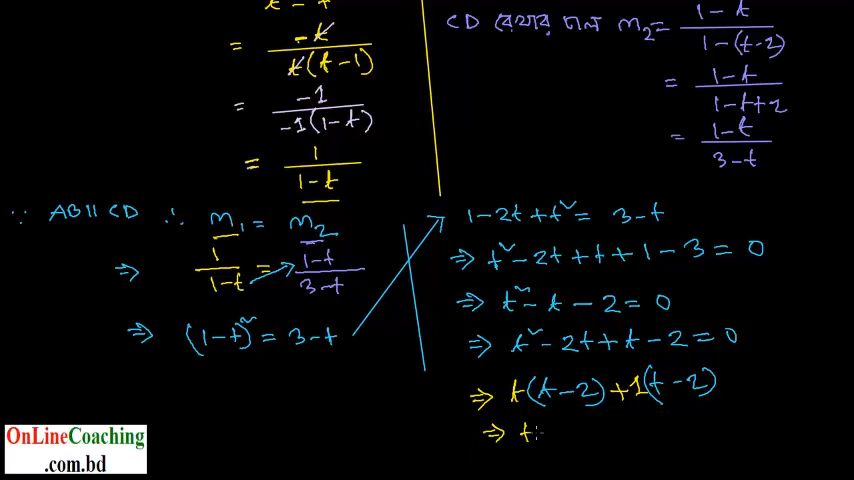 = -t / t(t-1)
= -1 / -1(1-t)
= 1 / 1-t
CD রেখার ঢাল m₂ = 1-t / 1-(t-2)
= 1-t / 1-t+2
= 1-t / 3-t
∵ AB॥CD ∴ m₁ = m₂
⇒ 1 / 1-t = 1-t / 3-t
⇒ (1-t)² = 3-t
1-2t+t² = 3-t
⇒ t²-2t+t+1-3=0
⇒ t²-t-2=0
⇒ t²-2t+t-2=0
⇒ t(t-2)+1(t-2)
⇒ t
OnLineCoaching
.com.bd